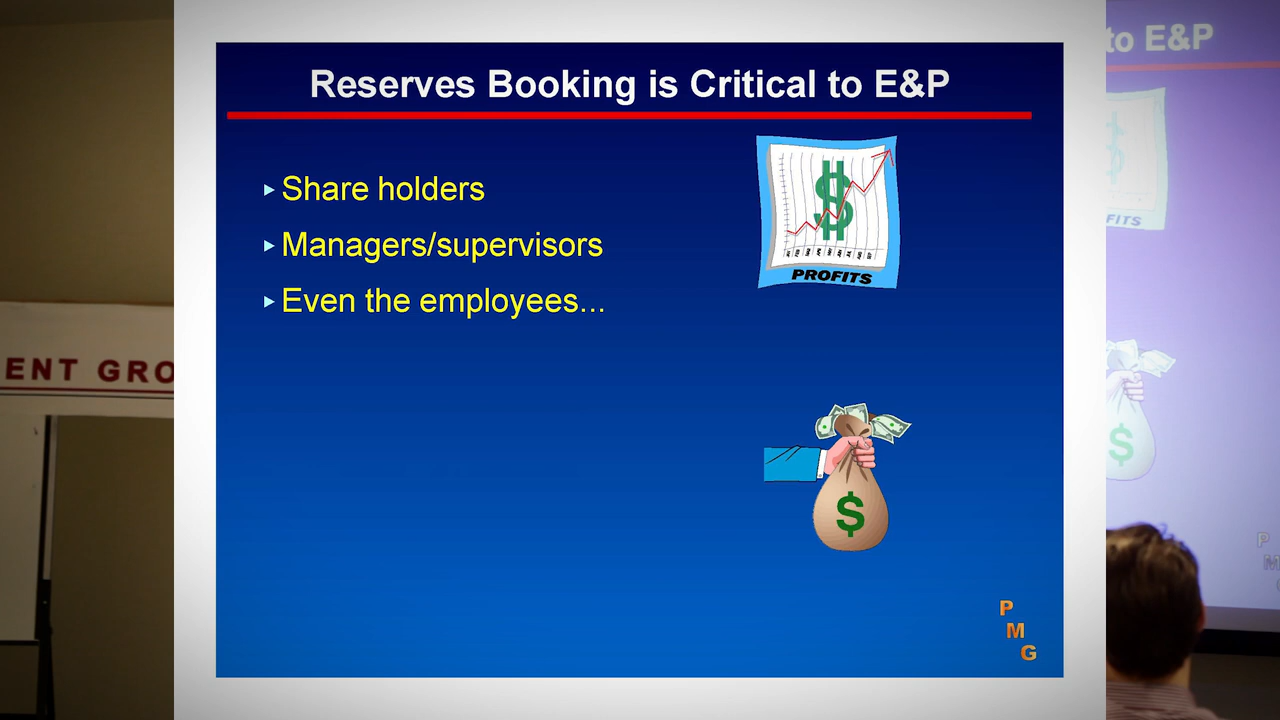 Reserves Booking is Critical to E&P
Share holders
Managers/supervisors
Even the employees...
PROFITS
$
P
M
G
ENT GRO
to E&P
FITS
$
P
M